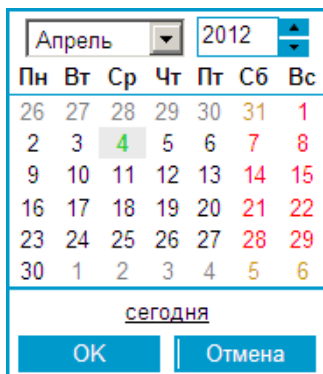 Апрель 2012
Пн Вт Ср Чт Пт Сб Вс
26 27 28 29 30 31 1
2 3 4 5 6 7 8
9 10 11 12 13 14 15
16 17 18 19 20 21 22
23 24 25 26 27 28 29
30 1 2 3 4 5 6
сегодня
OK Отмена